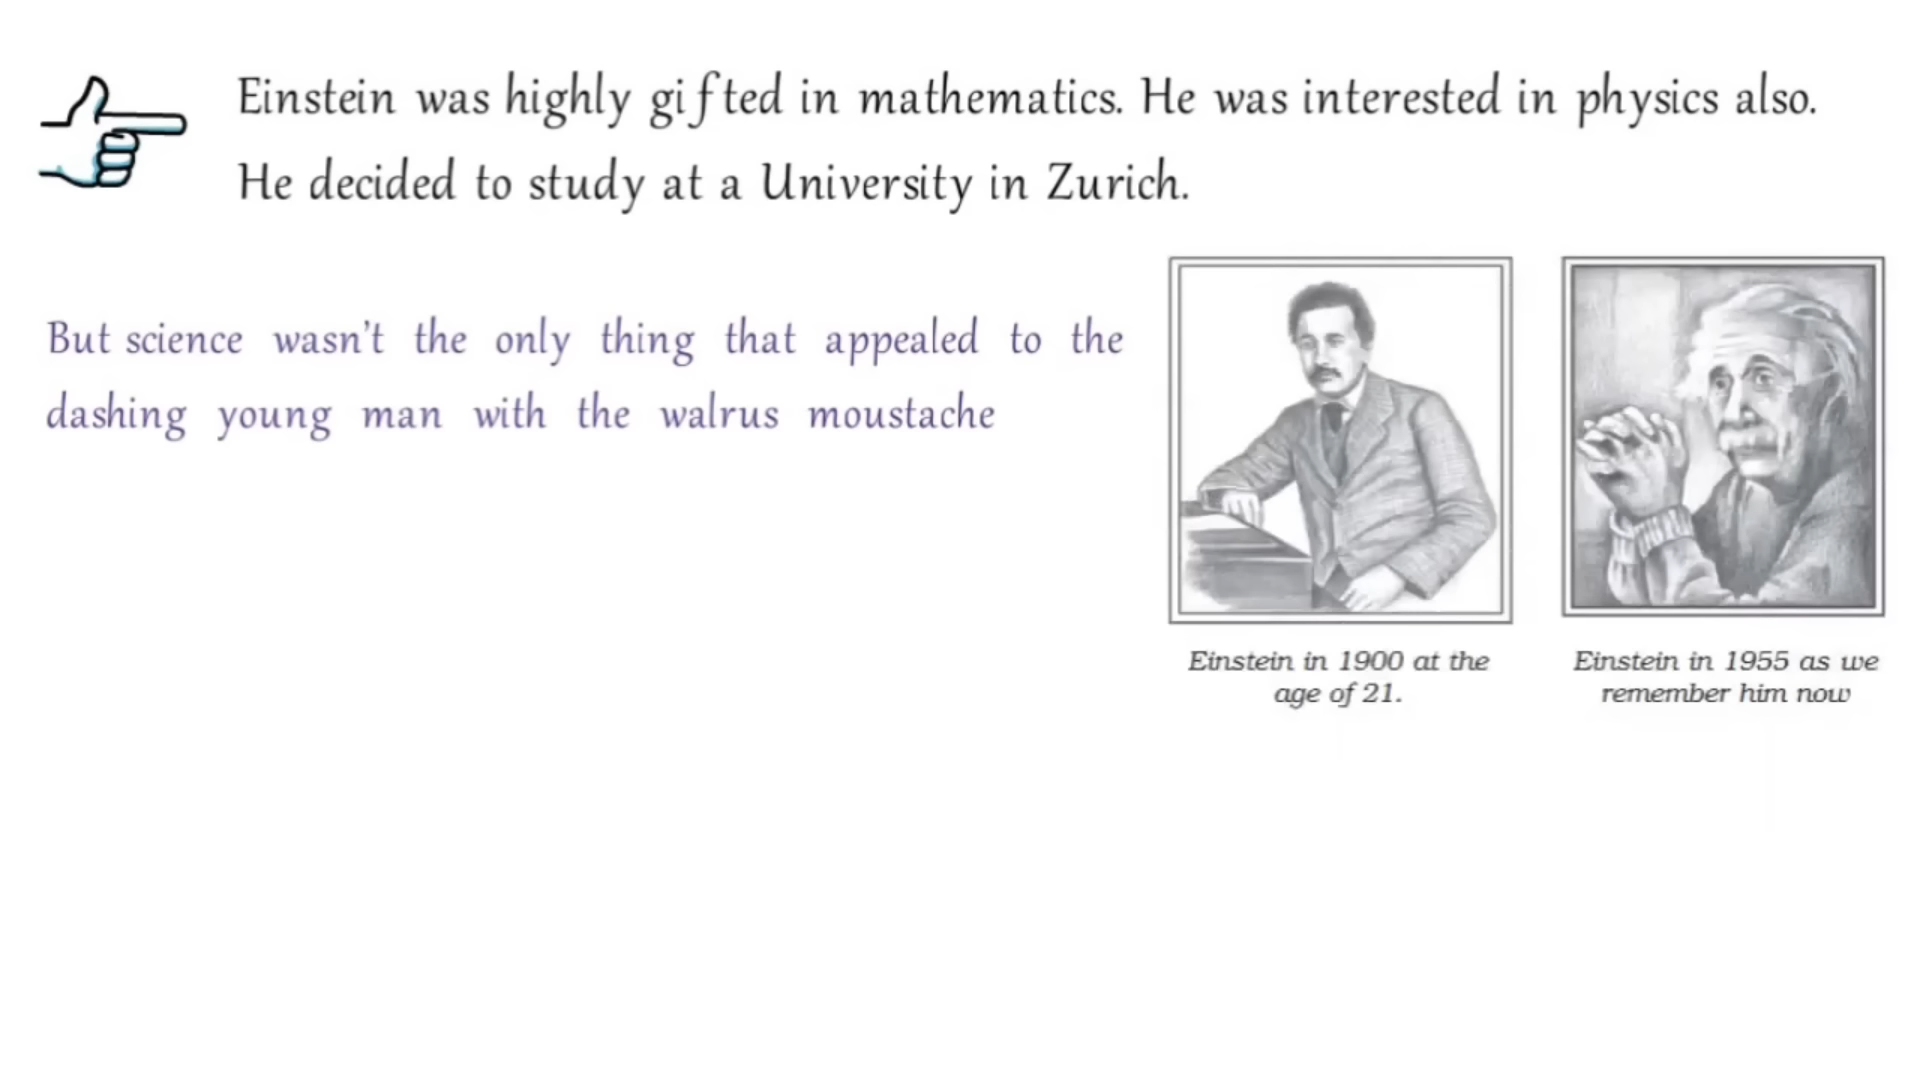 Einstein was highly gifted in mathematics. He was interested in physics also.
He decided to study at a University in Zurich.
But science wasn't the only thing that appealed to the
dashing young man with the walrus moustache
Einstein in 1900 at the
age of 21.
Einstein in 1955 as we
remember him now